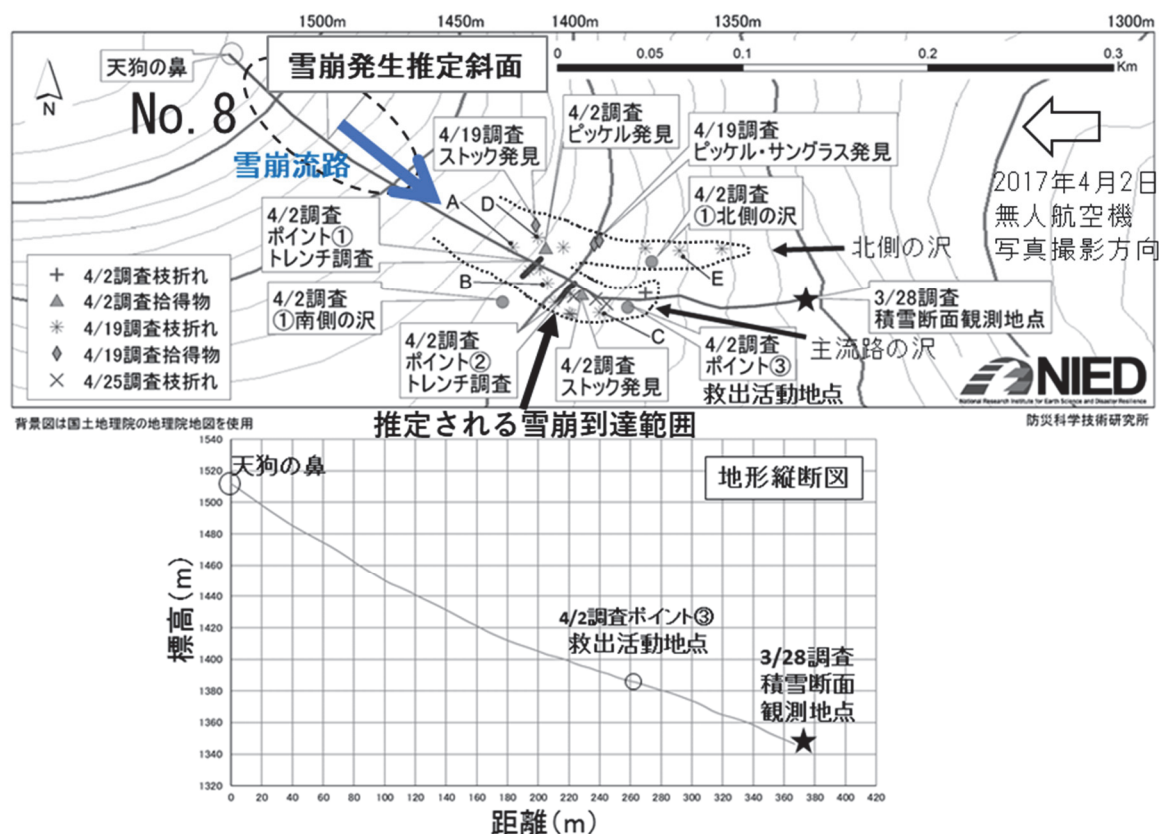 1500m 1450m 1400m 1350m 1300m
0 0.05 0.1 0.2 0.3
Km
天狗の鼻
N
No. 8
雪崩発生推定斜面
雪崩流路
4/19調査
ストック発見
4/2調査
ピッケル発見
4/19調査
ピッケル・サングラス発見
4/2調査
①北側の沢
2017年4月2日
無人航空機
写真撮影方向
北側の沢
A
D
B
E
C
4/2調査
ポイント①
トレンチ調査
4/2調査
①南側の沢
4/2調査
ポイント②
トレンチ調査
4/2調査
ストック発見
4/2調査
ポイント③
救出活動地点
3/28調査
積雪断面観測地点
主流路の沢
4/2調査枝折れ
4/2調査拾得物
4/19調査枝折れ
4/19調査拾得物
4/25調査枝折れ
推定される雪崩到達範囲
NIED
National Research Institute for Earth Science and Disaster Resilience
背景図は国土地理院の地理院地図を使用
防災科学技術研究所
地形縦断図
天狗の鼻
4/2調査ポイント③
救出活動地点
3/28調査
積雪断面
観測地点
標高(m)
1540
1520
1500
1480
1460
1440
1420
1400
1380
1360
1340
1320
0 20 40 60 80 100 120 140 160 180 200 220 240 260 280 300 320 340 360 380 400 420
距離(m)